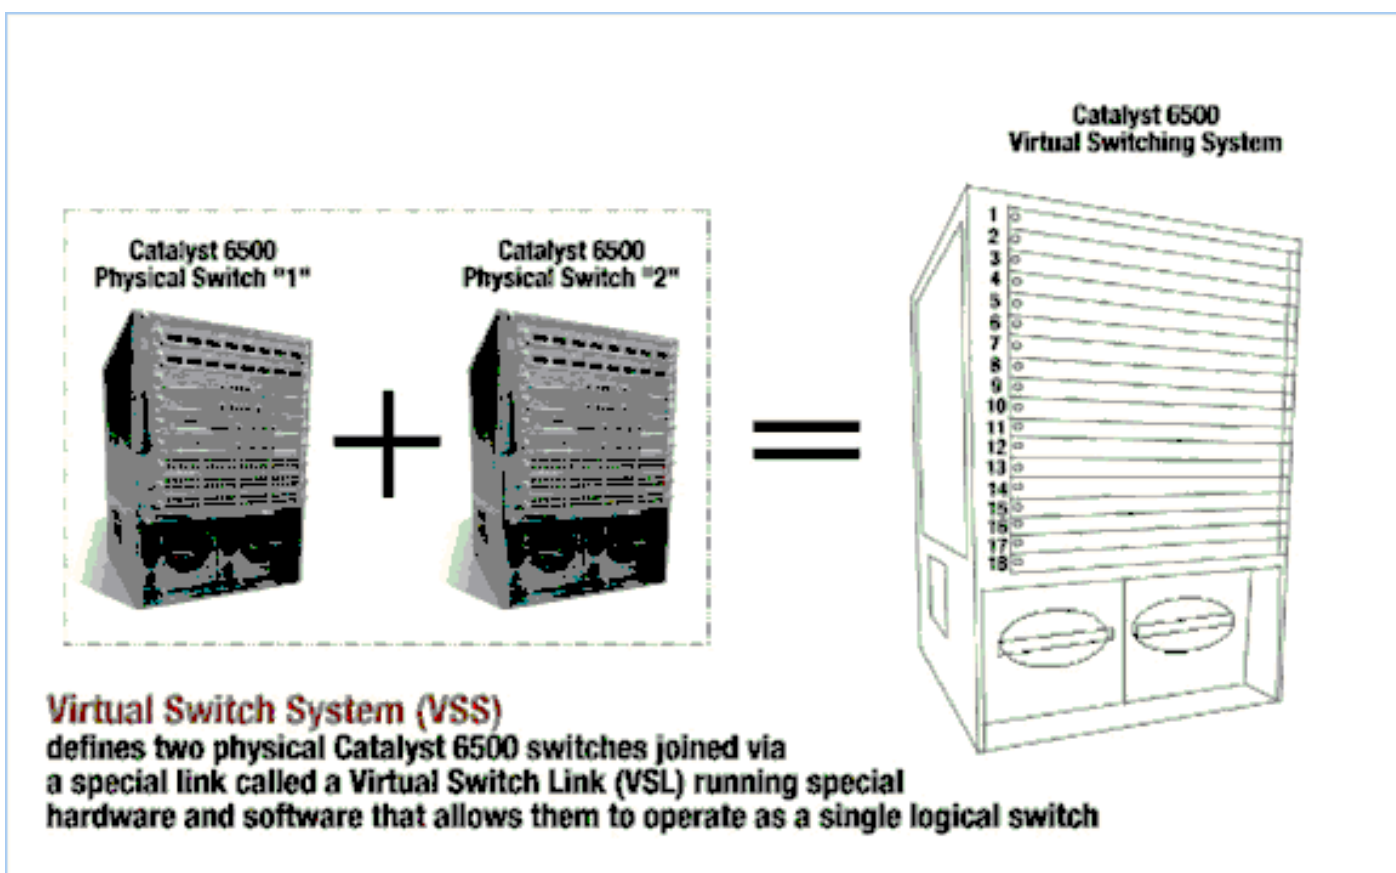 Catalyst 6500
Virtual Switching System
Catalyst 6500
Physical Switch "1"
Catalyst 6500
Physical Switch "2"
1
2
3
4
5
6
7
8
9
10
11
12
13
14
15
16
17
18
Virtual Switch System (VSS)
defines two physical Catalyst 6500 switches joined via
a special link called a Virtual Switch Link (VSL) running special
hardware and software that allows them to operate as a single logical switch